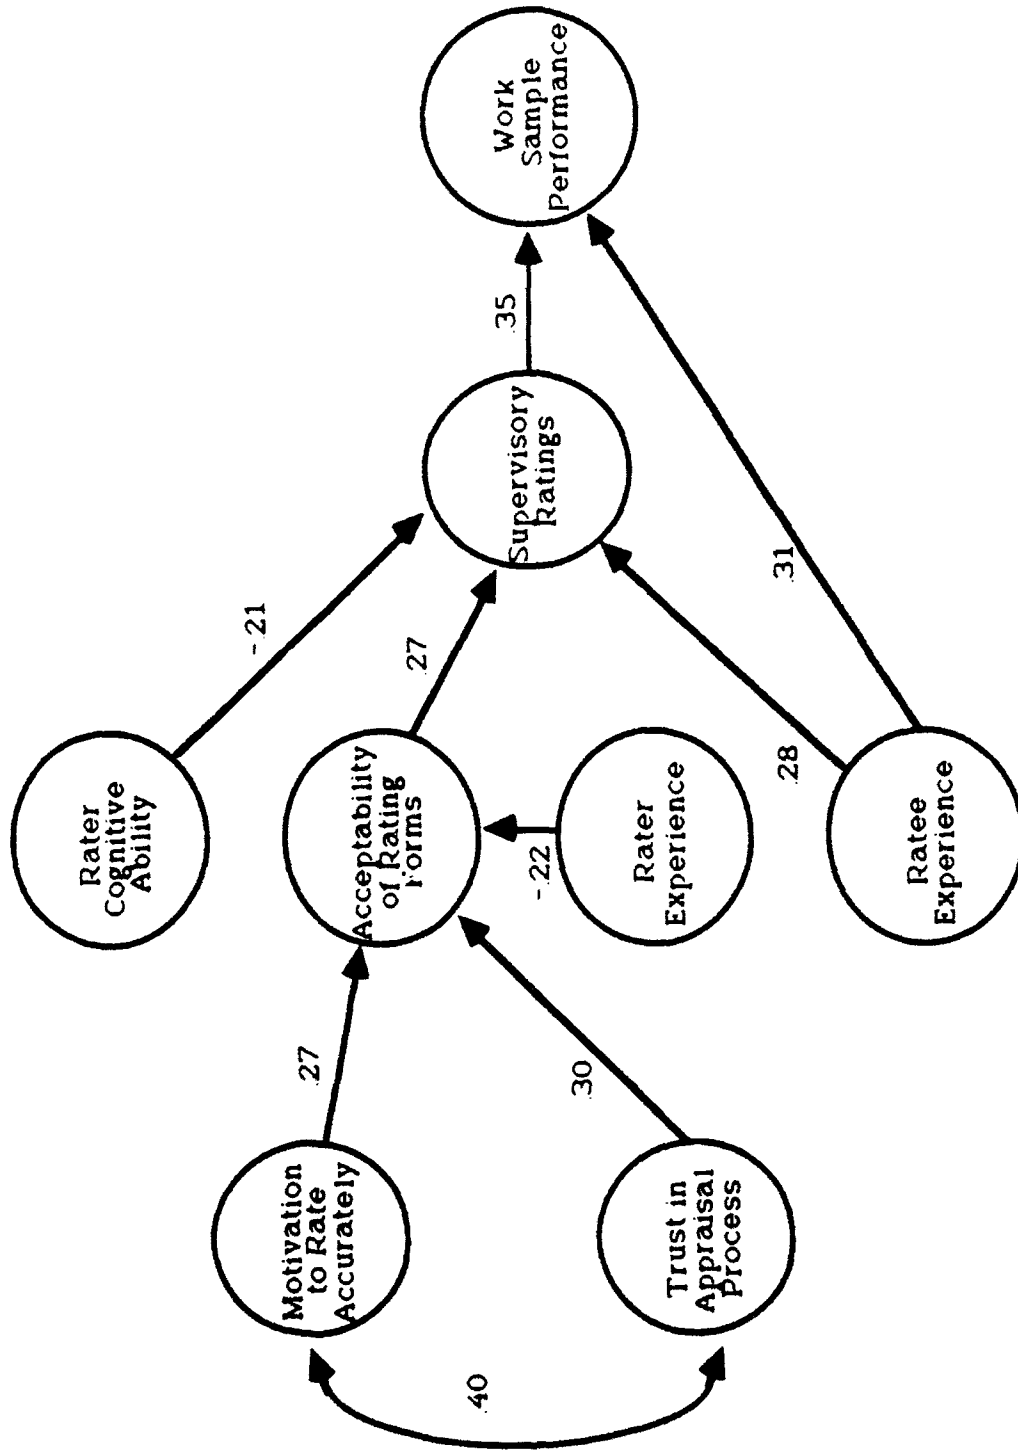 .40
Motivation
to Rate
Accurately
Trust in
Appraisal
Process
.27
.30
Rater
Cognitive
Ability
Acceptability
of Rating
Forms
-.22
Rater
Experience
Ratee
Experience
-.21
.27
.28
.31
Supervisory
Ratings
.35
Work
Sample
Performance